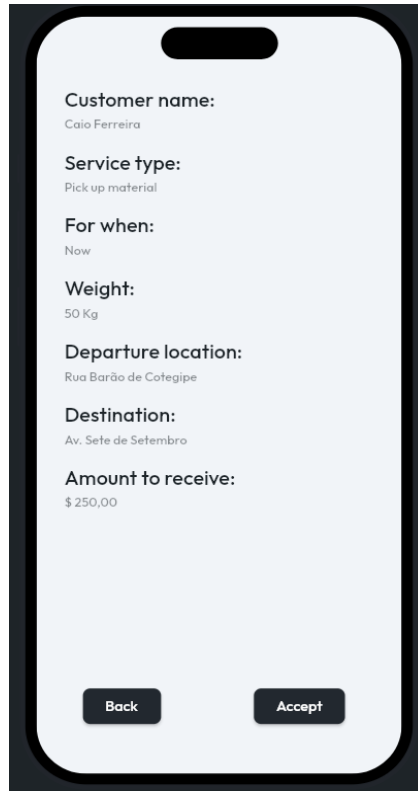 Customer name:
Caio Ferreira
Service type:
Pick up material
For when:
Now
Weight:
50 Kg
Departure location:
Rua Barão de Cotegipe
Destination:
Av. Sete de Setembro
Amount to receive:
$ 250,00
Back
Accept